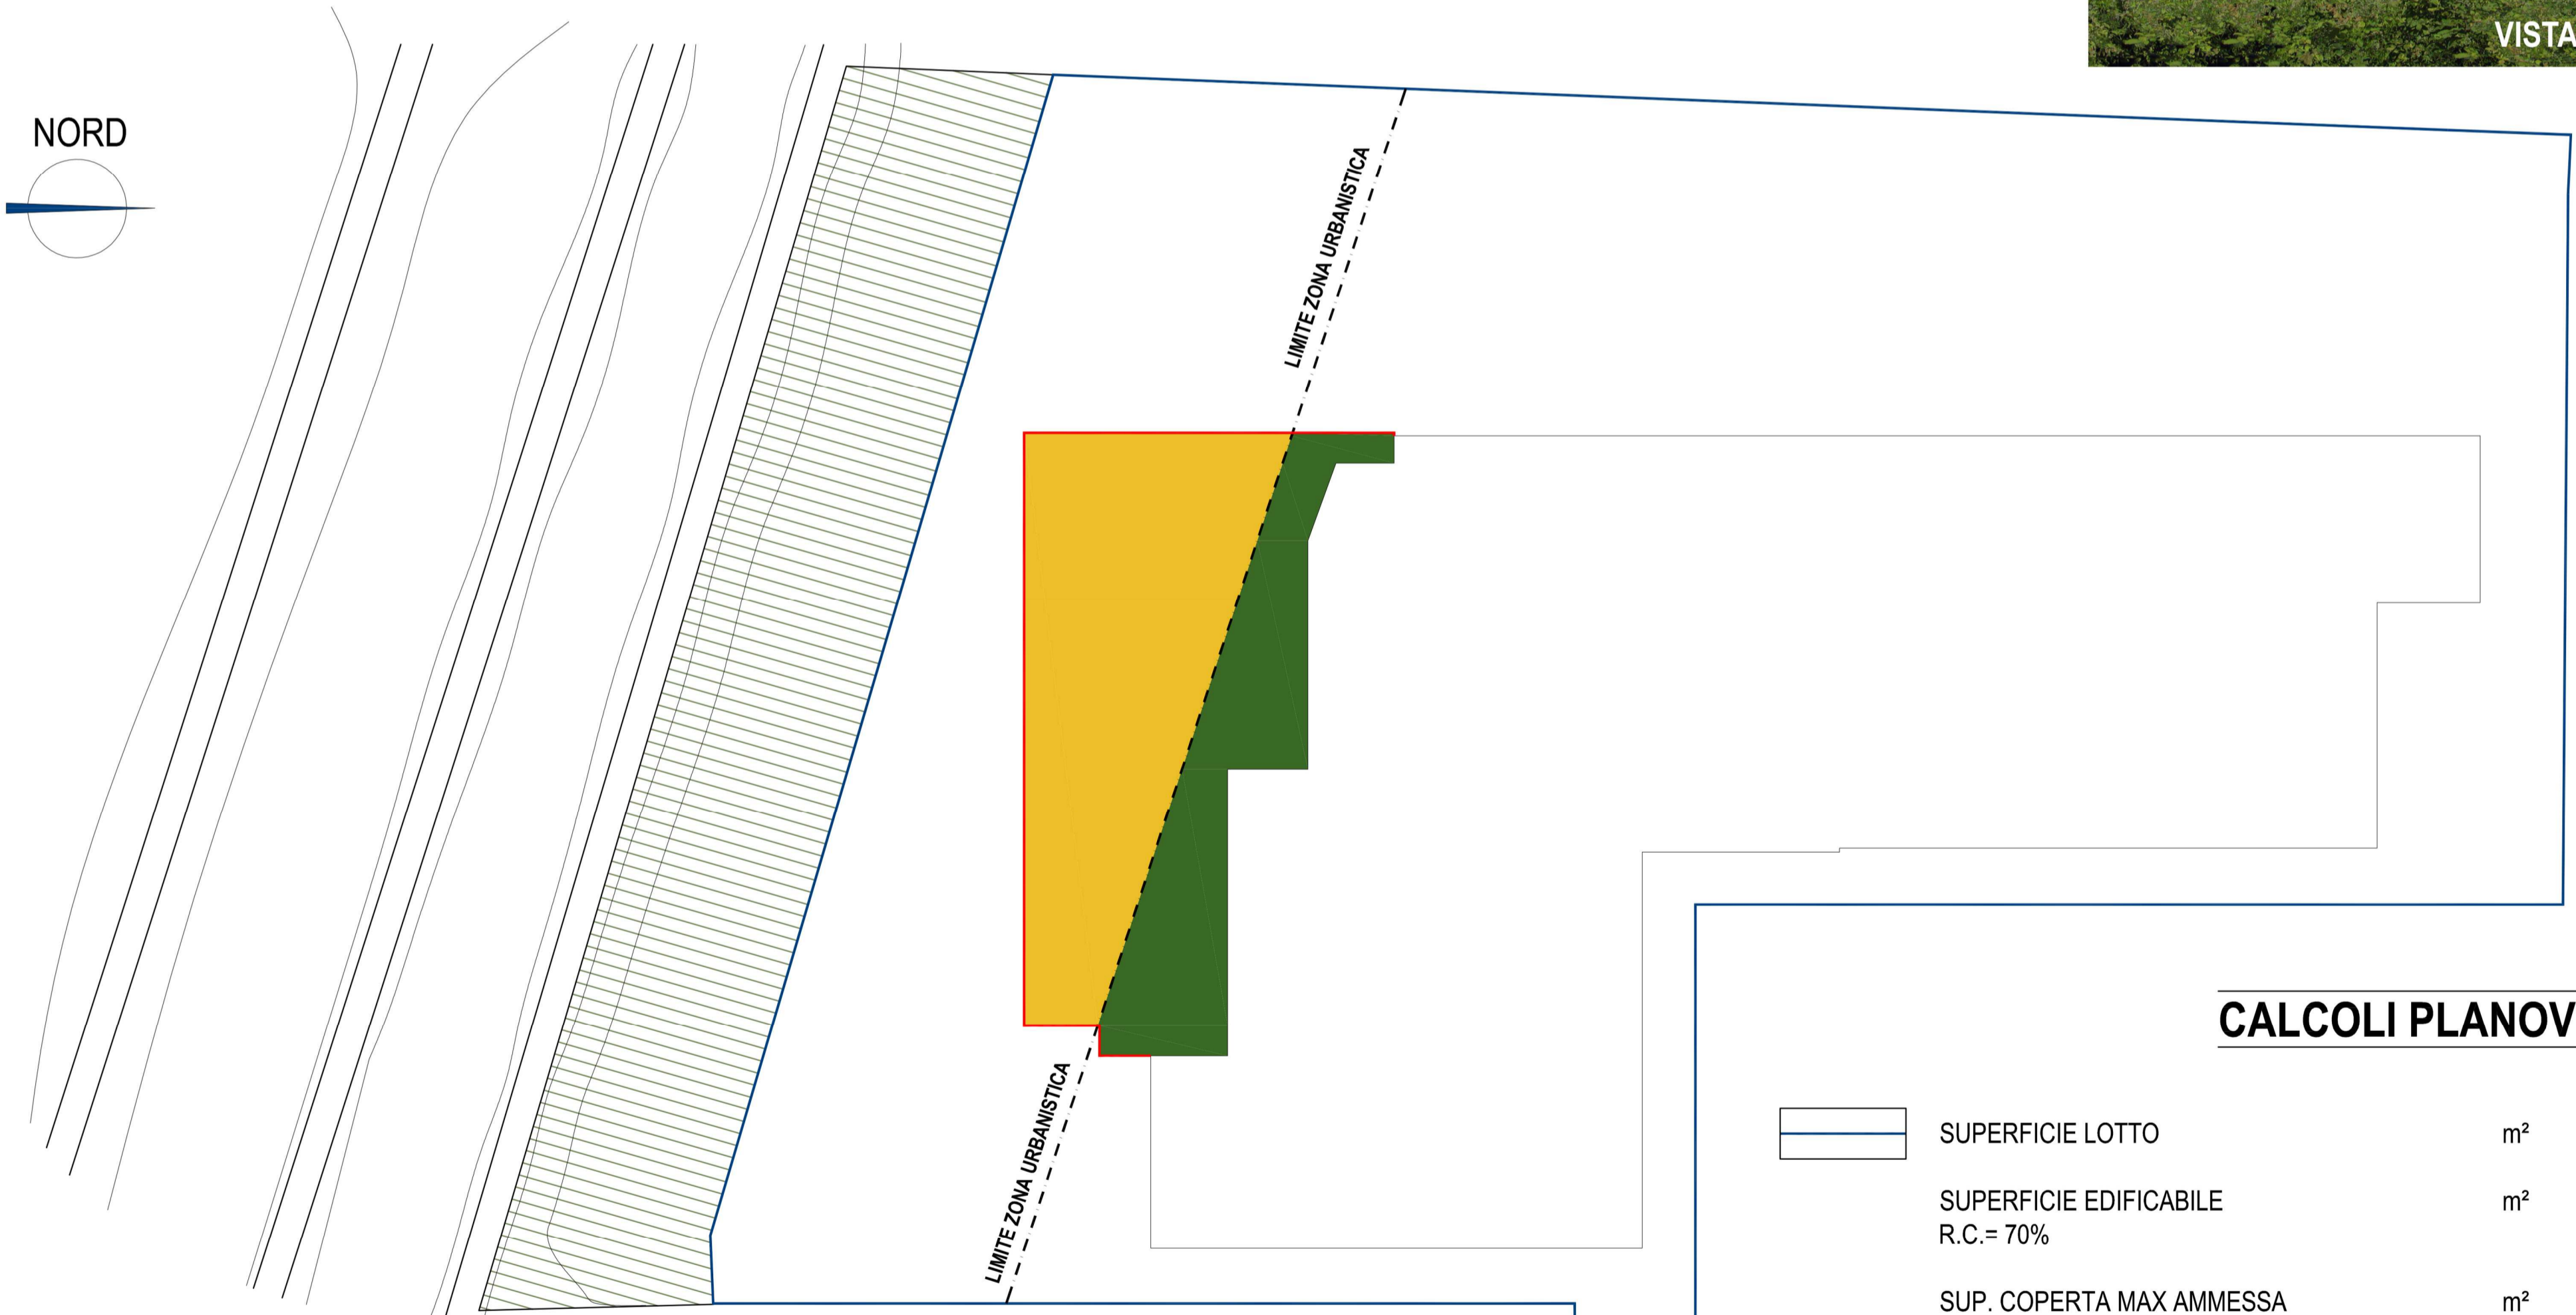 VISTA
NORD
LIMITE ZONA URBANISTICA
LIMITE ZONA URBANISTICA
CALCOLI PLANOV
SUPERFICIE LOTTO m²
SUPERFICIE EDIFICABILE m²
R.C.= 70%
SUP. COPERTA MAX AMMESSA m²